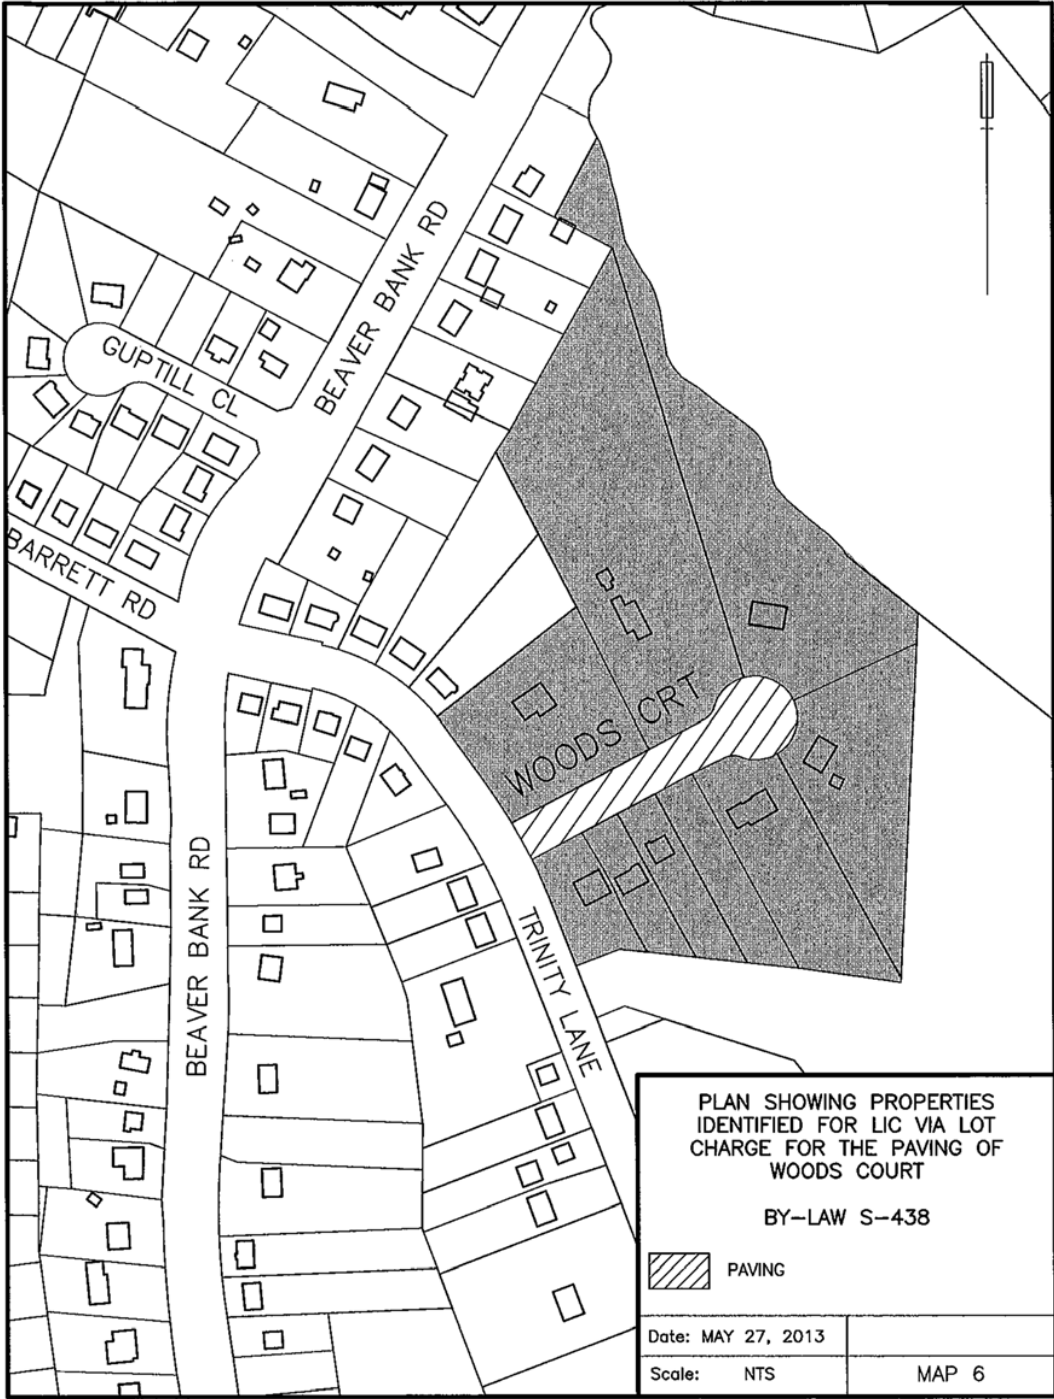 BEAVER BANK RD
GUPTILL CL
BARRETT RD
WOODS CRT
BEAVER BANK RD
TRINITY LANE
PLAN SHOWING PROPERTIES
IDENTIFIED FOR LIC VIA LOT
CHARGE FOR THE PAVING OF
WOODS COURT
BY-LAW S-438
PAVING
Date: MAY 27, 2013
Scale: NTS
MAP 6